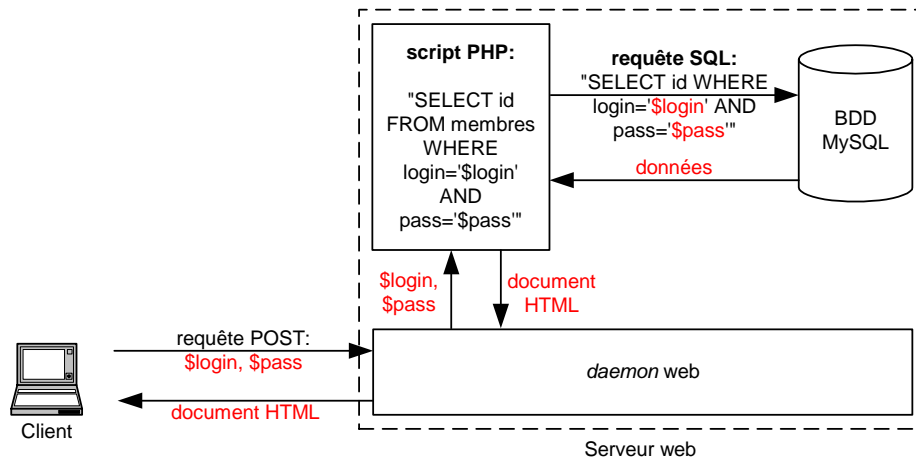 script PHP:
"SELECT id
FROM membres
WHERE
login='$login'
AND
pass='$pass'"
requête SQL:
"SELECT id WHERE
login='$login' AND
pass='$pass'"
données
BDD
MySQL
$login,
$pass
document
HTML
requête POST:
$login, $pass
document HTML
Client
daemon web
Serveur web